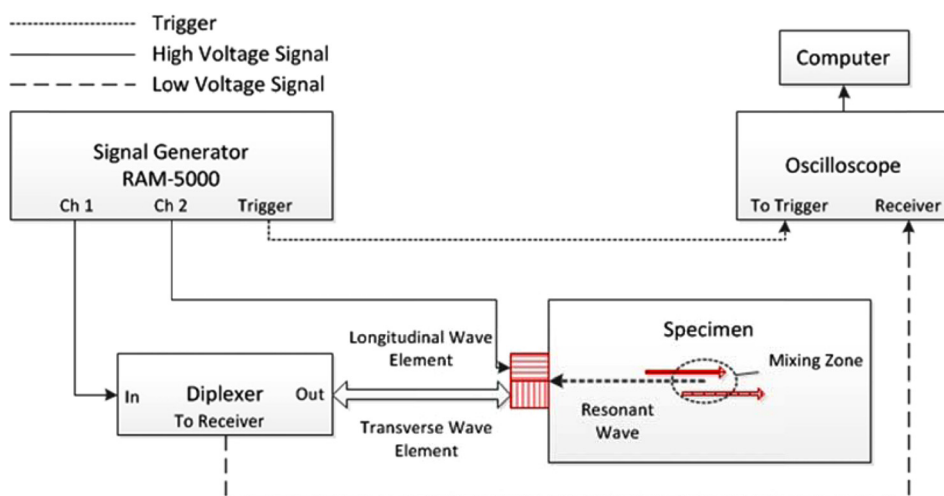 Trigger
High Voltage Signal
Low Voltage Signal
Computer
Signal Generator
RAM-5000
Ch 1
Ch 2
Trigger
Oscilloscope
To Trigger
Receiver
Longitudinal Wave
Element
Specimen
Mixing Zone
Resonant
Wave
In
Diplexer
Out
To Receiver
Transverse Wave
Element